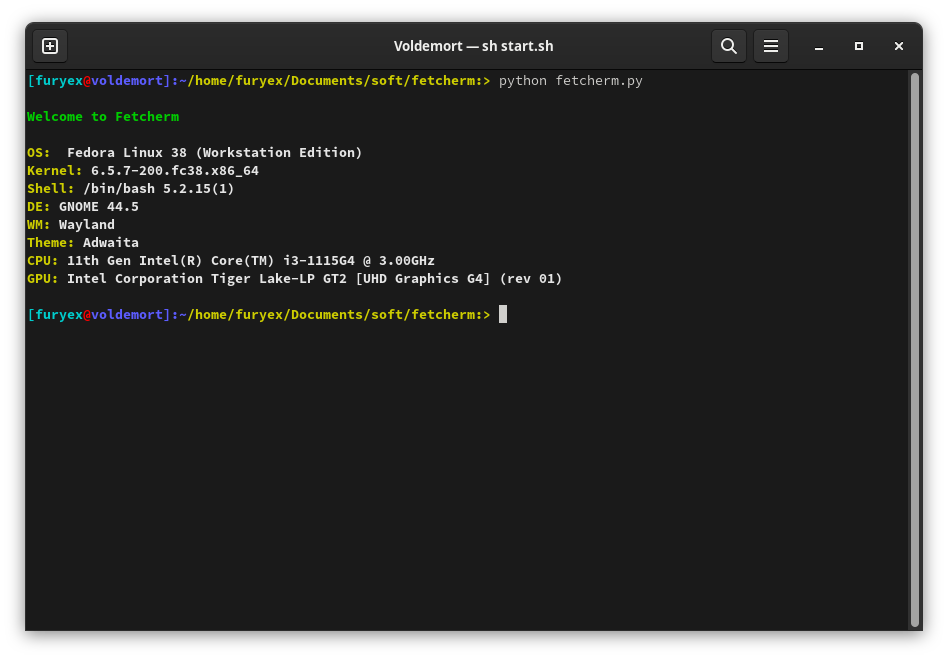 Voldemort — sh start.sh
[furyex@voldemort]:~/home/furyex/Documents/soft/fetcherm:> python fetcherm.py
Welcome to Fetcherm
OS:  Fedora Linux 38 (Workstation Edition)
Kernel: 6.5.7-200.fc38.x86_64
Shell: /bin/bash 5.2.15(1)
DE: GNOME 44.5
WM: Wayland
Theme: Adwaita
CPU: 11th Gen Intel(R) Core(TM) i3-1115G4 @ 3.00GHz
GPU: Intel Corporation Tiger Lake-LP GT2 [UHD Graphics G4] (rev 01)
[furyex@voldemort]:~/home/furyex/Documents/soft/fetcherm:>